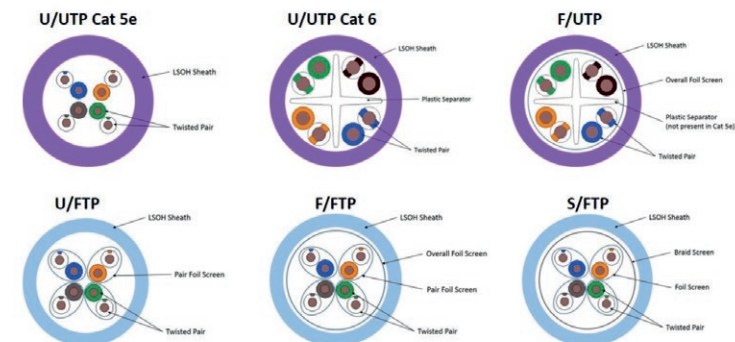 U/UTP Cat 5e
LSOH Sheath
Twisted Pair
U/UTP Cat 6
LSOH Sheath
Plastic Separator
Twisted Pair
F/UTP
LSOH Sheath
Overall Foil Screen
Plastic Separator
(not present in Cat 5e)
Twisted Pair
U/FTP
LSOH Sheath
Pair Foil Screen
Twisted Pair
F/FTP
LSOH Sheath
Overall Foil Screen
Pair Foil Screen
Twisted Pair
S/FTP
LSOH Sheath
Braid Screen
Foil Screen
Twisted Pair